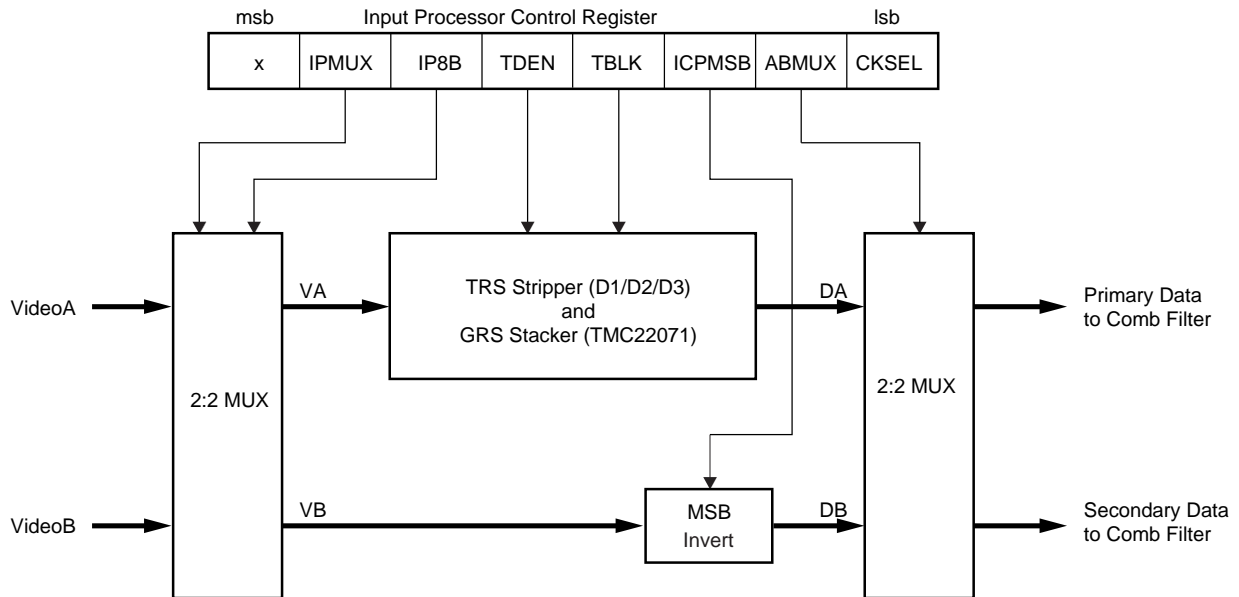 msb Input Processor Control Register lsb
x IPMUX IP8B TDEN TBLK ICPMSB ABMUX CKSEL
VideoA
VA
TRS Stripper (D1/D2/D3)
and
GRS Stacker (TMC22071)
DA
Primary Data
to Comb Filter
2:2 MUX
2:2 MUX
VideoB
VB
MSB
Invert
DB
Secondary Data
to Comb Filter